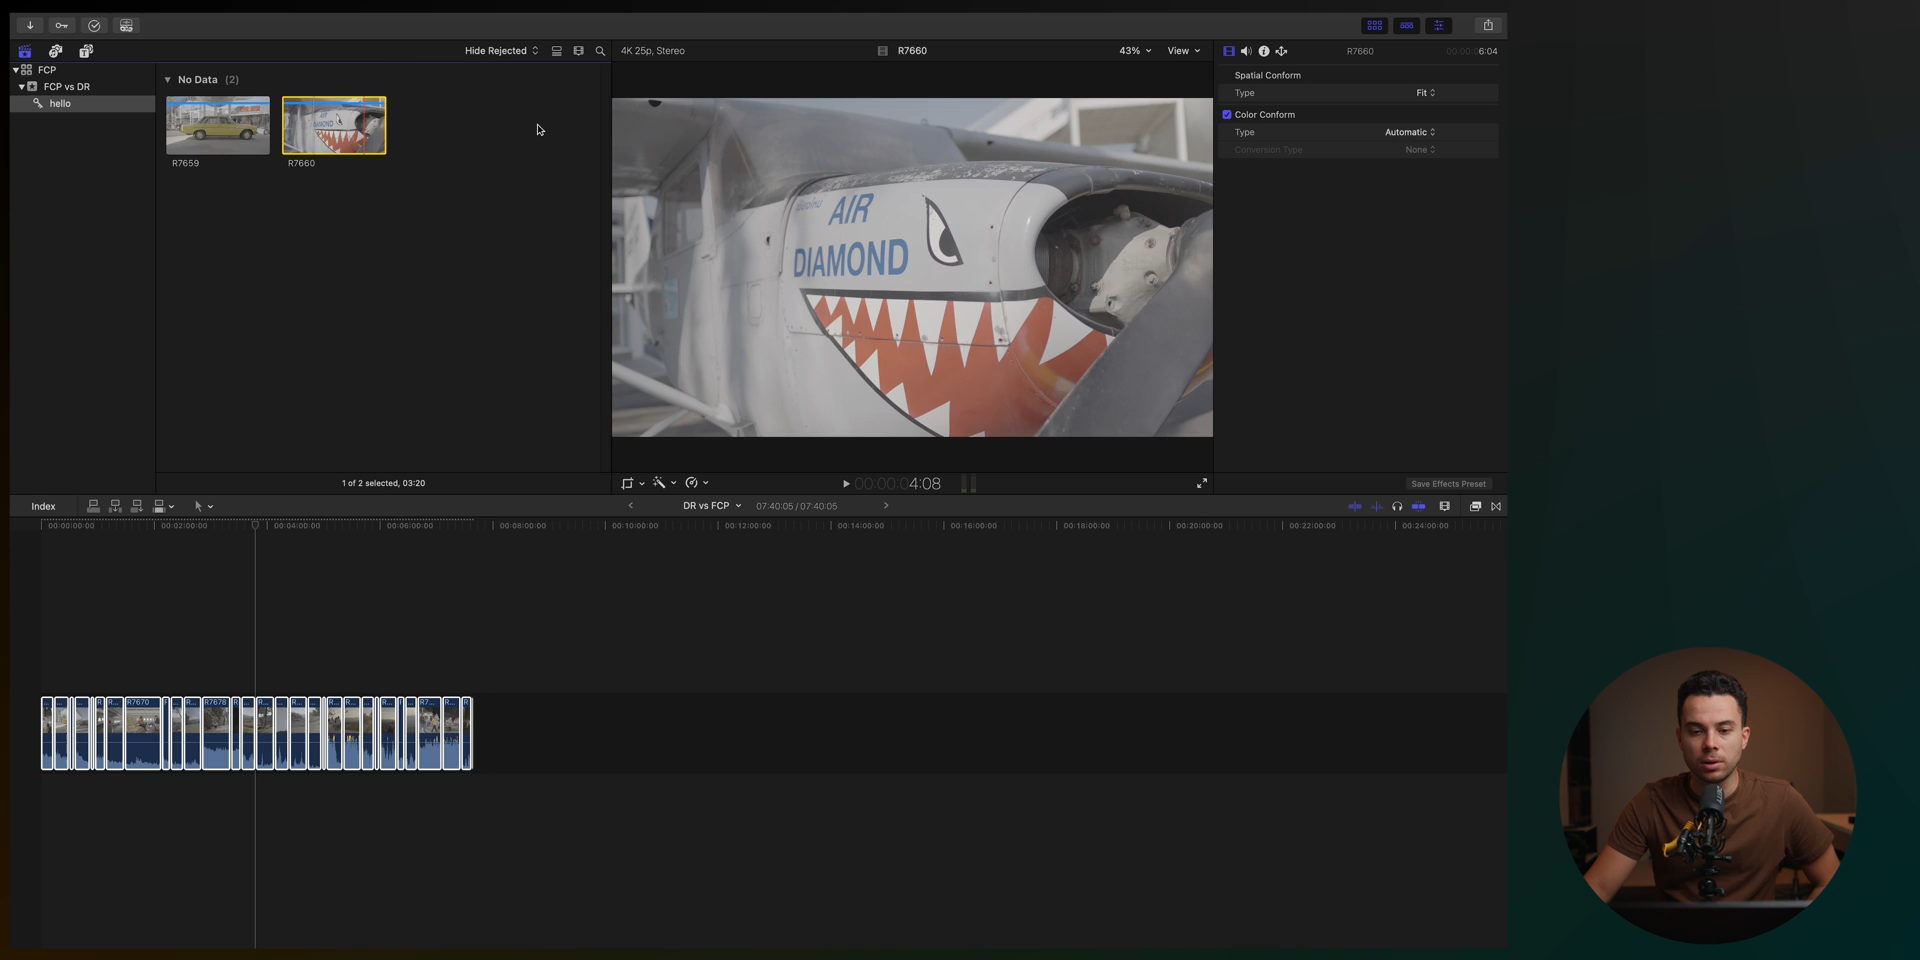 Hide Rejected
4K 25p, Stereo
R7660
43%
View
R7660
00:00:06:04
FCP
FCP vs DR
hello
No Data (2)
R7659
R7660
AIR
DIAMOND
Spatial Conform
Type
Fit
Color Conform
Type
Automatic
Conversion Type
None
1 of 2 selected, 03:20
00:00:00:4:08
Save Effects Preset
Index
DR vs FCP
07:40:05 / 07:40:05
00:00:00:00
00:02:00:00
00:04:00:00
00:06:00:00
00:08:00:00
00:10:00:00
00:12:00:00
00:14:00:00
00:16:00:00
00:18:00:00
00:20:00:00
00:22:00:00
00:24:00:00
R7670
R7678